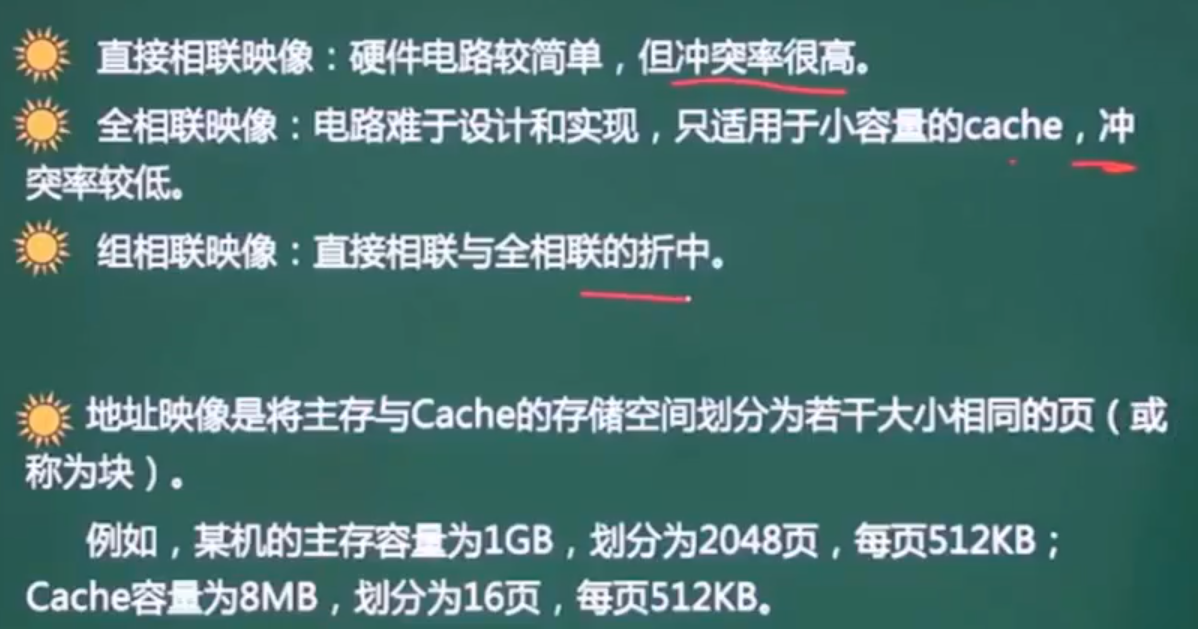 直接相联映像：硬件电路较简单，但冲突率很高。
全相联映像：电路难于设计和实现，只适用于小容量的cache，冲
突率较低。
组相联映像：直接相联与全相联的折中。
地址映像是将主存与Cache的存储空间划分为若干大小相同的页（或
称为块）。
例如，某机的主存容量为1GB，划分为2048页，每页512KB；
Cache容量为8MB，划分为16页，每页512KB。